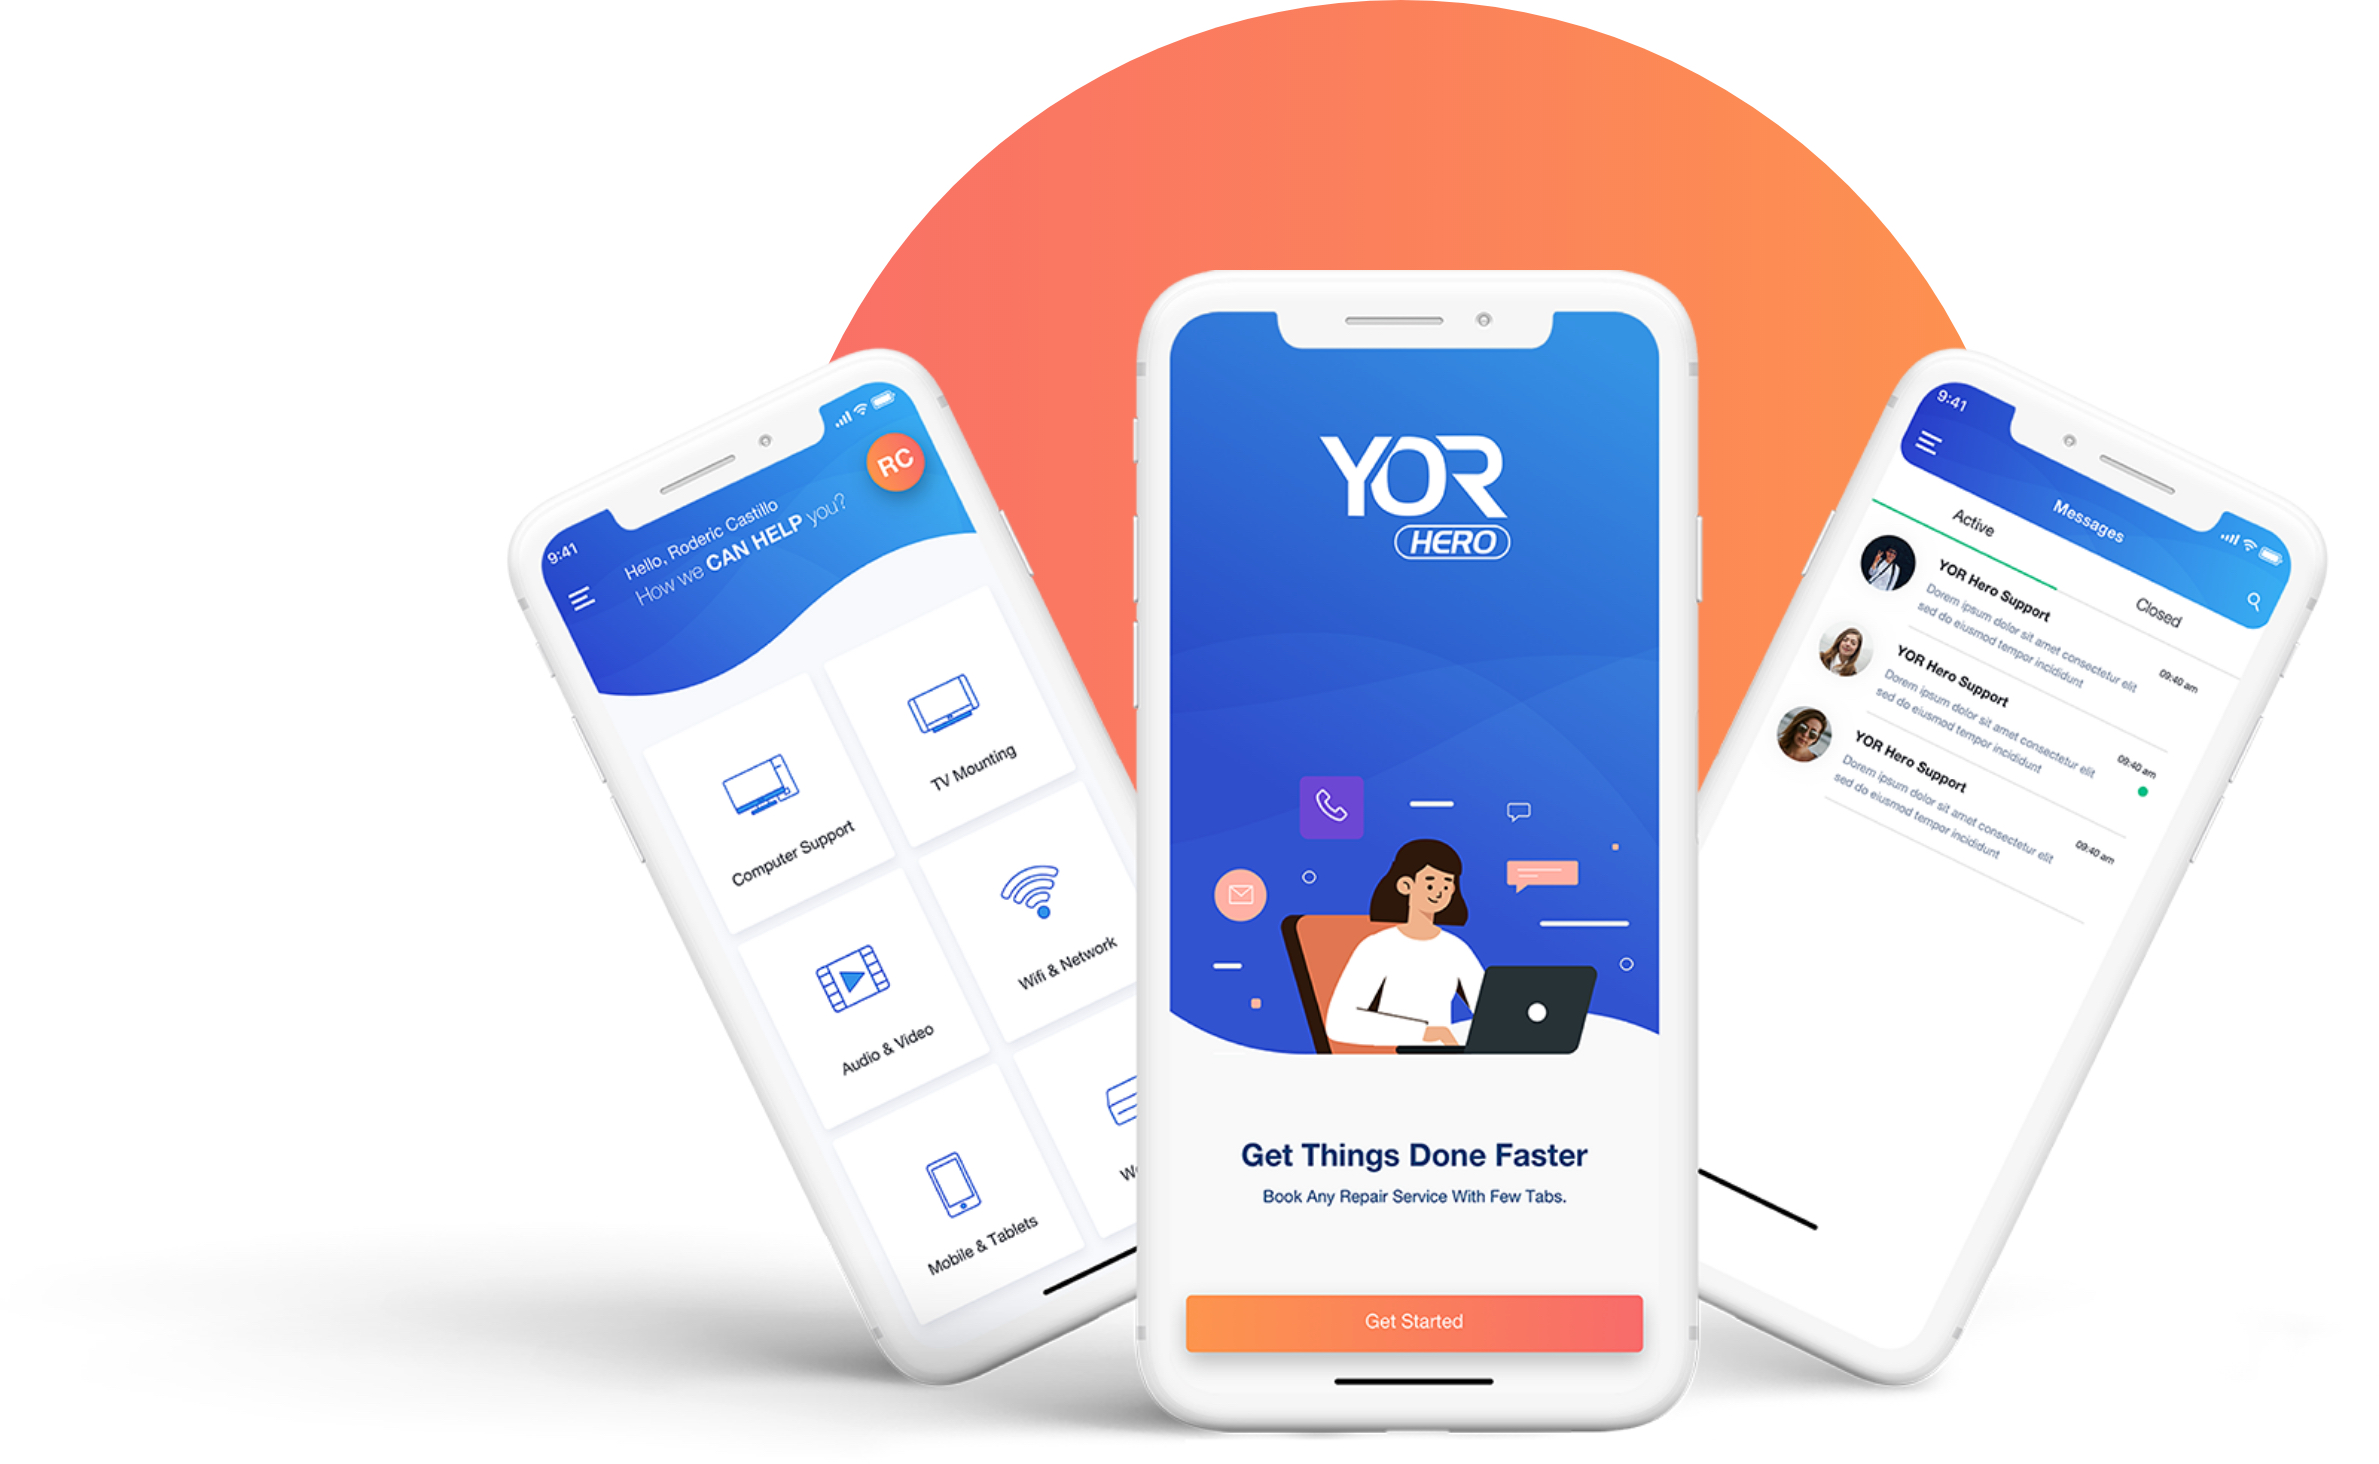 9:41
RC
Hello, Roderic Castillo
How we CAN HELP you?
Computer Support
TV Mounting
Audio & Video
Wifi & Network
Mobile & Tablets
YOR
HERO
Get Things Done Faster
Book Any Repair Service With Few Tabs.
Get Started
9:41
Messages
Active
Closed
YOR Hero Support
Dorem ipsum dolor sit amet consectetur elit
sed do eiusmod tempor incididunt
09:40 am
YOR Hero Support
Dorem ipsum dolor sit amet consectetur elit
sed do eiusmod tempor incididunt
09:40 am
YOR Hero Support
Dorem ipsum dolor sit amet consectetur elit
sed do eiusmod tempor incididunt
09:40 am